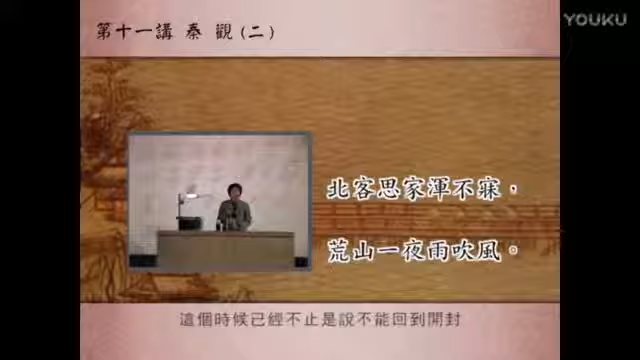 第十一講 秦 觀(二)
YOUKU
北客思家渾不寐，
荒山一夜雨吹風。
這個時候已經不止是說不能回到開封